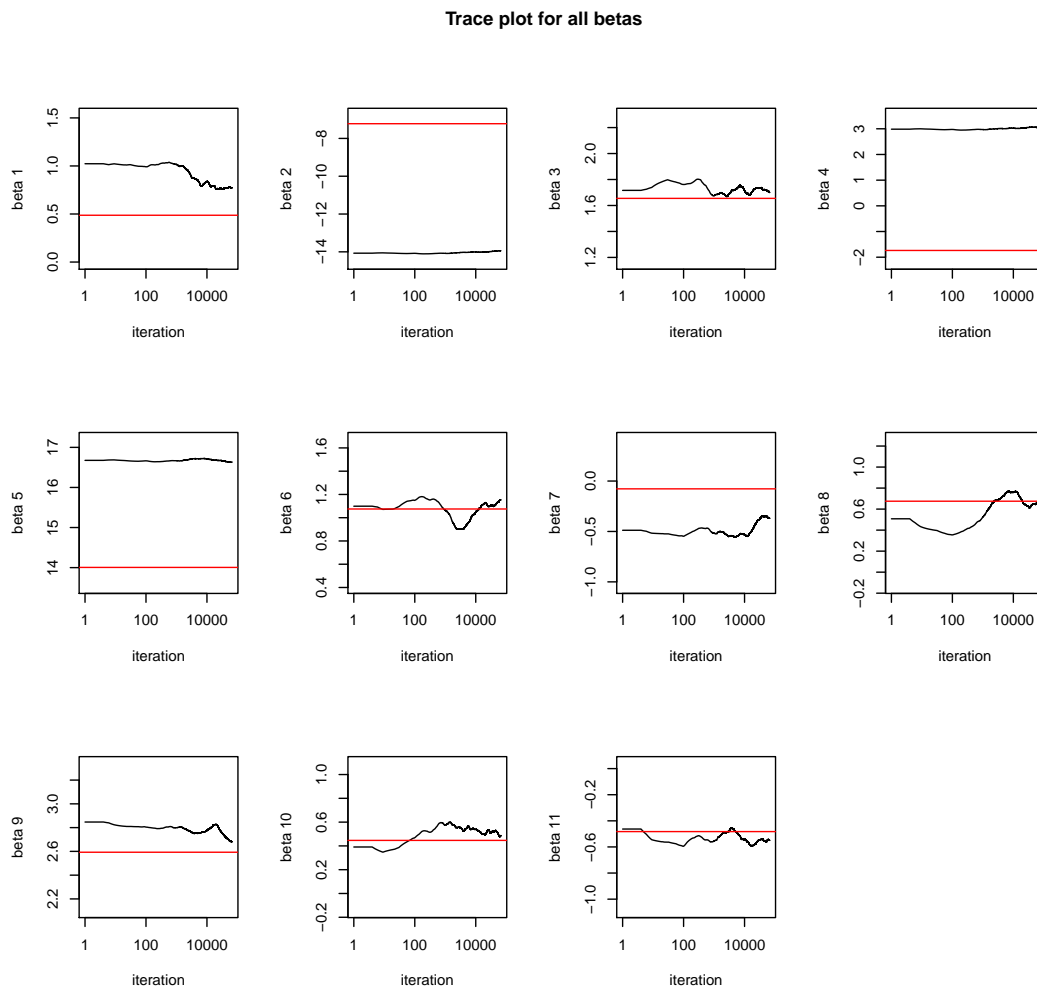 Trace plot for all betas
beta 1
0.0 0.5 1.0 1.5
1 100 10000
iteration
beta 2
−14 −12 −10 −8
1 100 10000
iteration
beta 3
1.2 1.6 2.0
1 100 10000
iteration
beta 4
−2 0 1 2 3
1 100 10000
iteration
beta 5
14 15 16 17
1 100 10000
iteration
beta 6
0.4 0.8 1.2 1.6
1 100 10000
iteration
beta 7
−1.0 −0.5 0.0
1 100 10000
iteration
beta 8
−0.2 0.2 0.6 1.0
1 100 10000
iteration
beta 9
2.2 2.6 3.0
1 100 10000
iteration
beta 10
−0.2 0.2 0.6 1.0
1 100 10000
iteration
beta 11
−1.0 −0.6 −0.2
1 100 10000
iteration